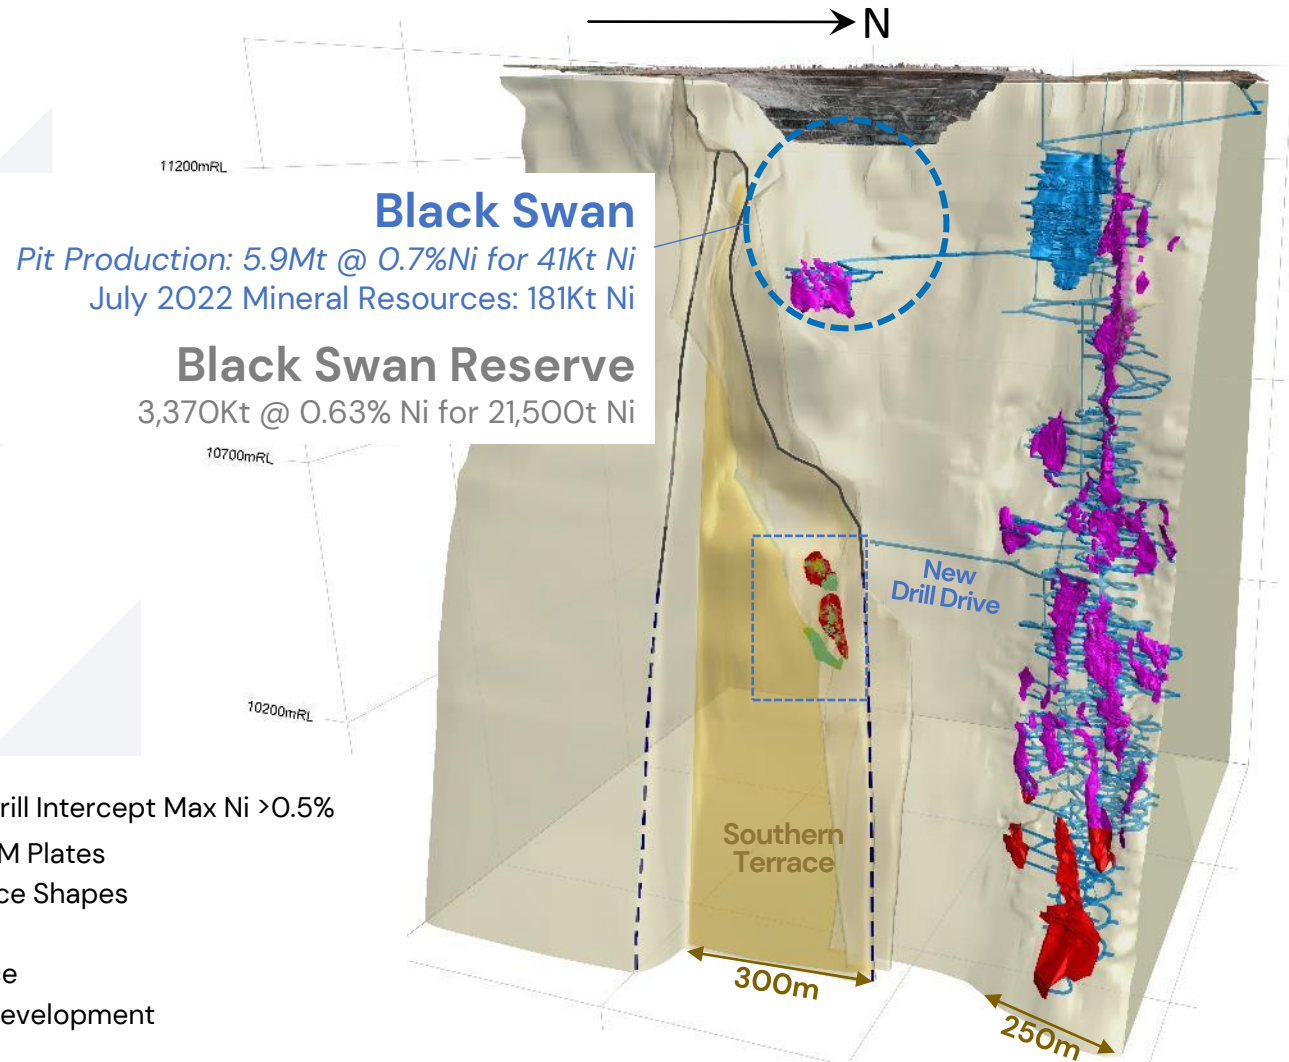 N
11200mRL
Black Swan
Pit Production: 5.9Mt @ 0.7%Ni for 41Kt Ni
July 2022 Mineral Resources: 181Kt Ni
Black Swan Reserve
3,370Kt @ 0.63% Ni for 21,500t Ni
10700mRL
New
Drill Drive
10200mRL
rill Intercept Max Ni >0.5%
Southern
Terrace
M Plates
ce Shapes
ce
evelopment
300m
250m